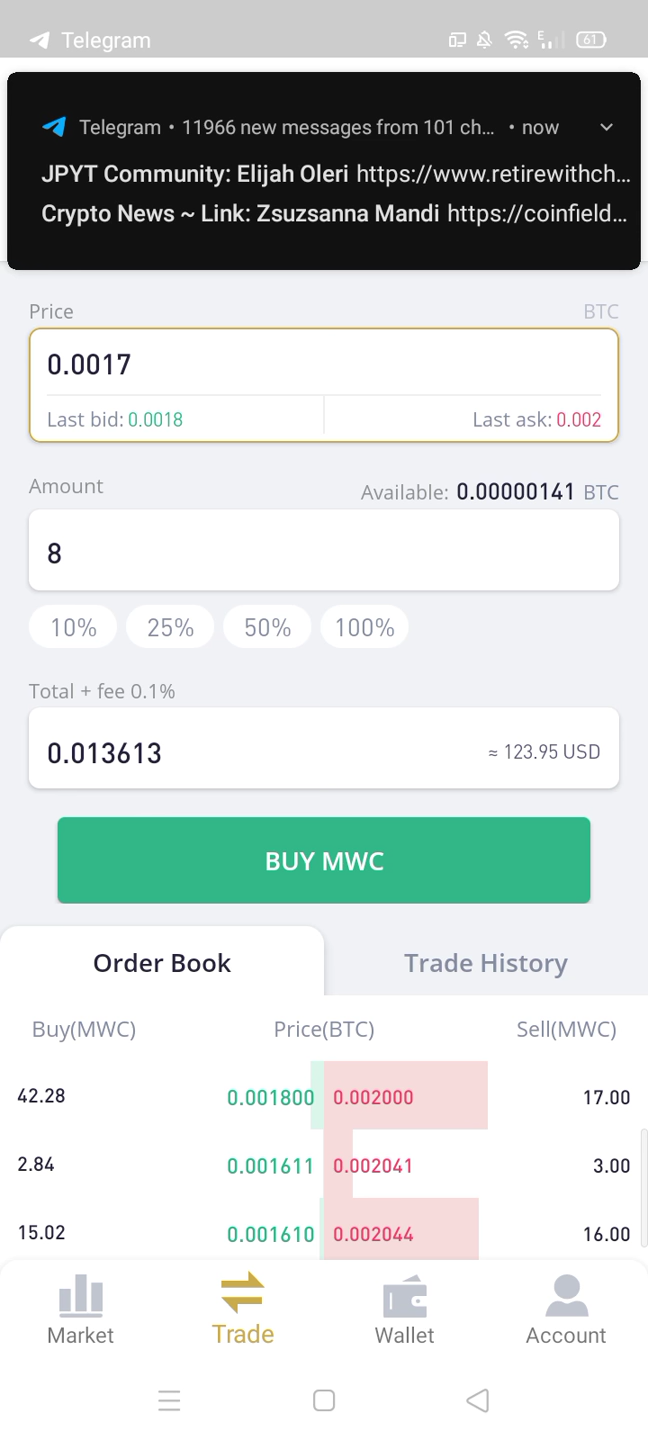 Telegram
E
61
Telegram • 11966 new messages from 101 ch... • now
JPYT Community: Elijah Oleri https://www.retirewithch...
Crypto News ~ Link: Zsuzsanna Mandi https://coinfield...
Price BTC
0.0017
Last bid: 0.0018 Last ask: 0.002
Amount Available: 0.00000141 BTC
8
10% 25% 50% 100%
Total + fee 0.1%
0.013613 ≈ 123.95 USD
BUY MWC
Order Book Trade History
Buy(MWC) Price(BTC) Sell(MWC)
42.28 0.001800 0.002000 17.00
2.84 0.001611 0.002041 3.00
15.02 0.001610 0.002044 16.00
Market Trade Wallet Account